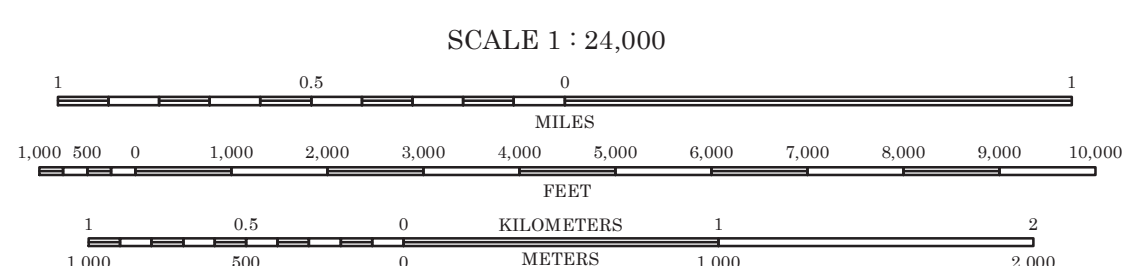 SCALE 1 : 24,000
1 0.5 0 1
MILES
1,000 500 0 1,000 2,000 3,000 4,000 5,000 6,000 7,000 8,000 9,000 10,000
FEET
1 0.5 0 KILOMETERS 1 2
1,000 500 0 METERS 1,000 2,000